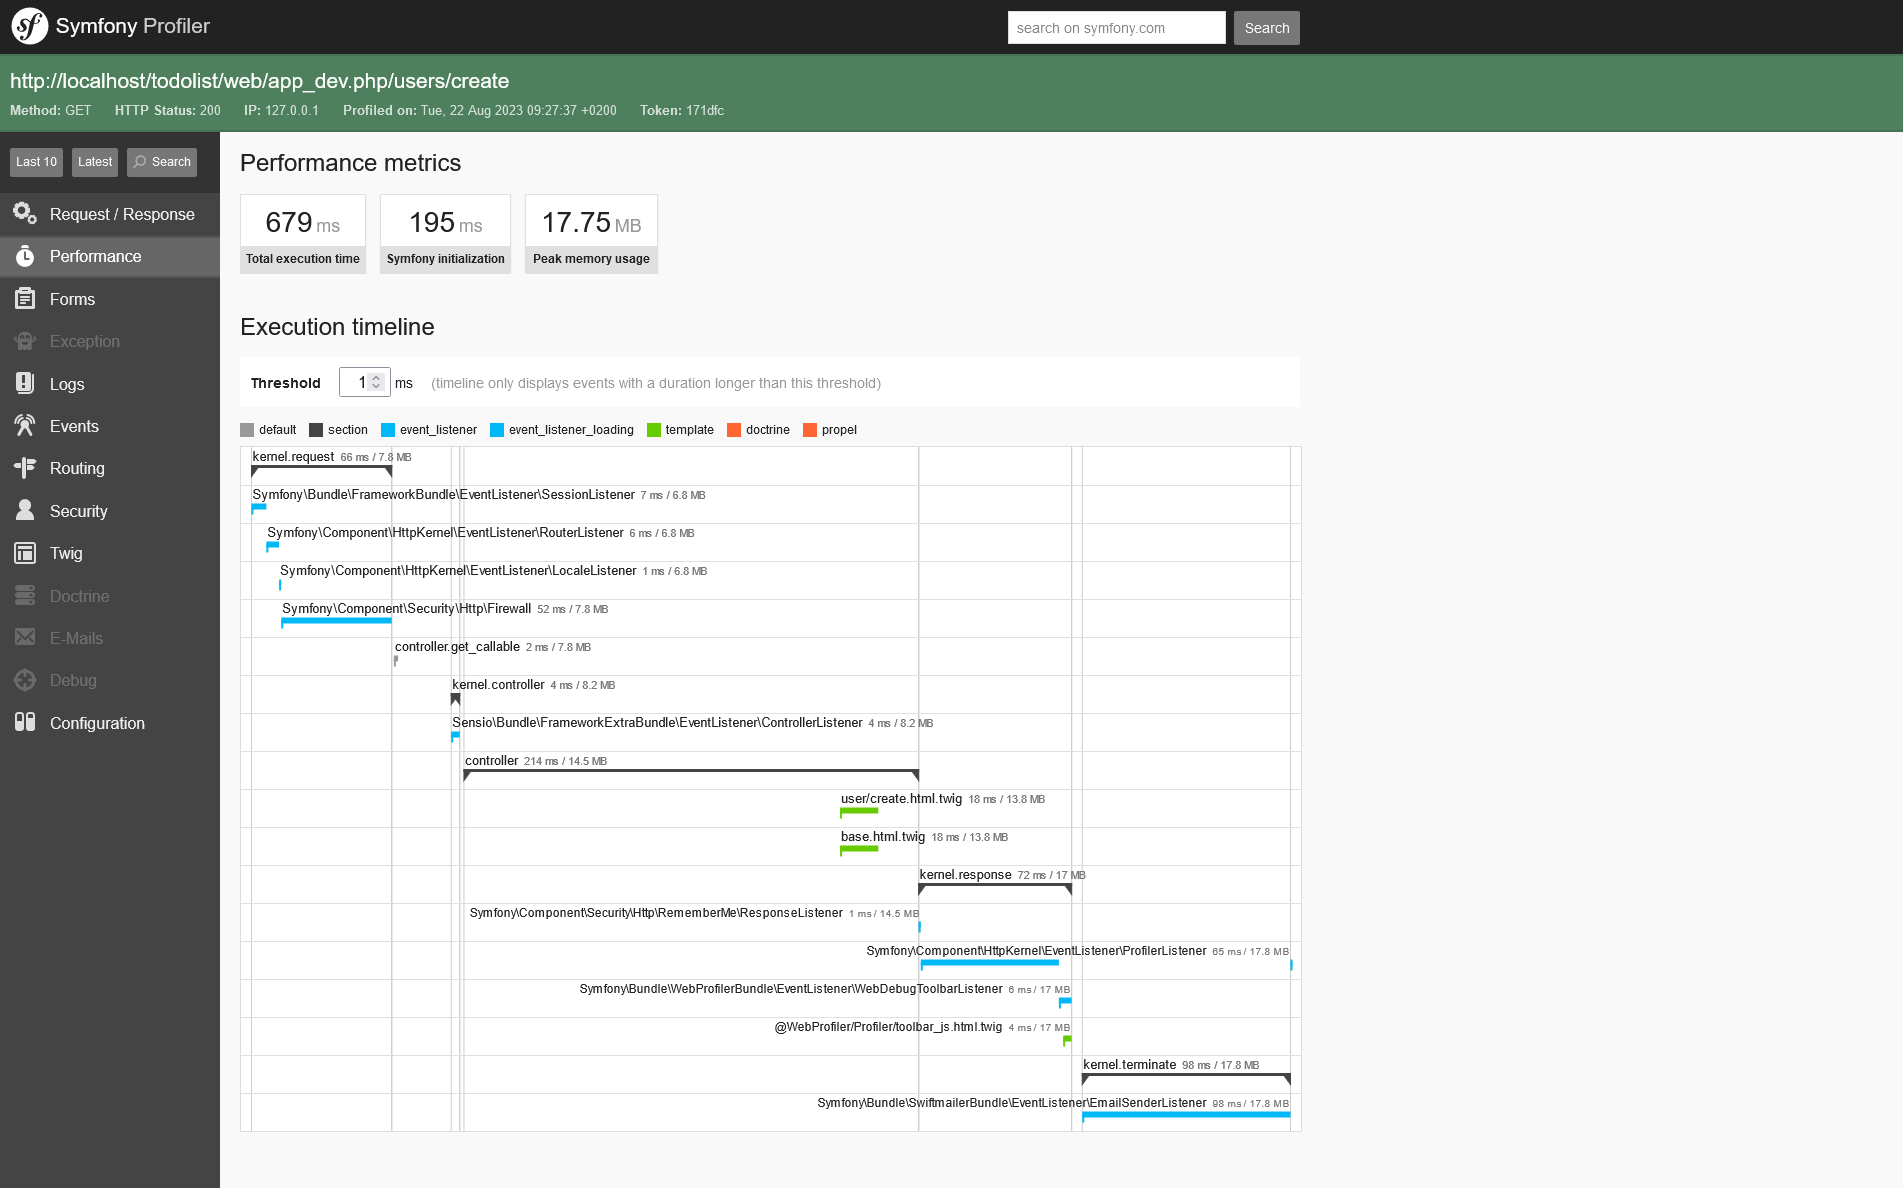 sf Symfony Profiler
search on symfony.com Search
http://localhost/todolist/web/app_dev.php/users/create
Method: GET HTTP Status: 200 IP: 127.0.0.1 Profiled on: Tue, 22 Aug 2023 09:27:37 +0200 Token: 171dfc
Last 10 Latest Search
Request / Response
Performance
Forms
Exception
Logs
Events
Routing
Security
Twig
Doctrine
E-Mails
Debug
Configuration
Performance metrics
679 ms
Total execution time
195 ms
Symfony initialization
17.75 MB
Peak memory usage
Execution timeline
Threshold 1 ms (timeline only displays events with a duration longer than this threshold)
default section event_listener event_listener_loading template doctrine propel
kernel.request 66 ms / 7.8 MB
Symfony\Bundle\FrameworkBundle\EventListener\SessionListener 7 ms / 6.8 MB
Symfony\Component\HttpKernel\EventListener\RouterListener 6 ms / 6.8 MB
Symfony\Component\HttpKernel\EventListener\LocaleListener 1 ms / 6.8 MB
Symfony\Component\Security\Http\Firewall 52 ms / 7.8 MB
controller.get_callable 2 ms / 7.8 MB
kernel.controller 4 ms / 8.2 MB
Sensio\Bundle\FrameworkExtraBundle\EventListener\ControllerListener 4 ms / 8.2 MB
controller 214 ms / 14.5 MB
user/create.html.twig 18 ms / 13.8 MB
base.html.twig 18 ms / 13.8 MB
kernel.response 72 ms / 17 MB
Symfony\Component\Security\Http\RememberMe\ResponseListener 1 ms / 14.5 MB
Symfony\Component\HttpKernel\EventListener\ProfilerListener 65 ms / 17.8 MB
Symfony\Bundle\WebProfilerBundle\EventListener\WebDebugToolbarListener 6 ms / 17 MB
@WebProfiler/Profiler/toolbar_js.html.twig 4 ms / 17 MB
kernel.terminate 98 ms / 17.8 MB
Symfony\Bundle\SwiftmailerBundle\EventListener\EmailSenderListener 98 ms / 17.8 MB